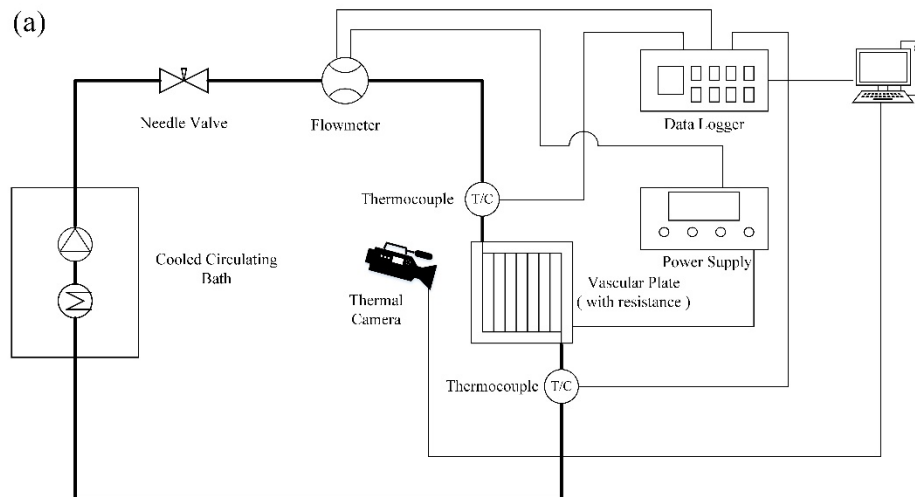 (a)
Needle Valve
Flowmeter
Data Logger
Thermocouple
T/C
Cooled Circulating
Bath
Thermal
Camera
Vascular Plate
( with resistance )
Power Supply
Thermocouple
T/C